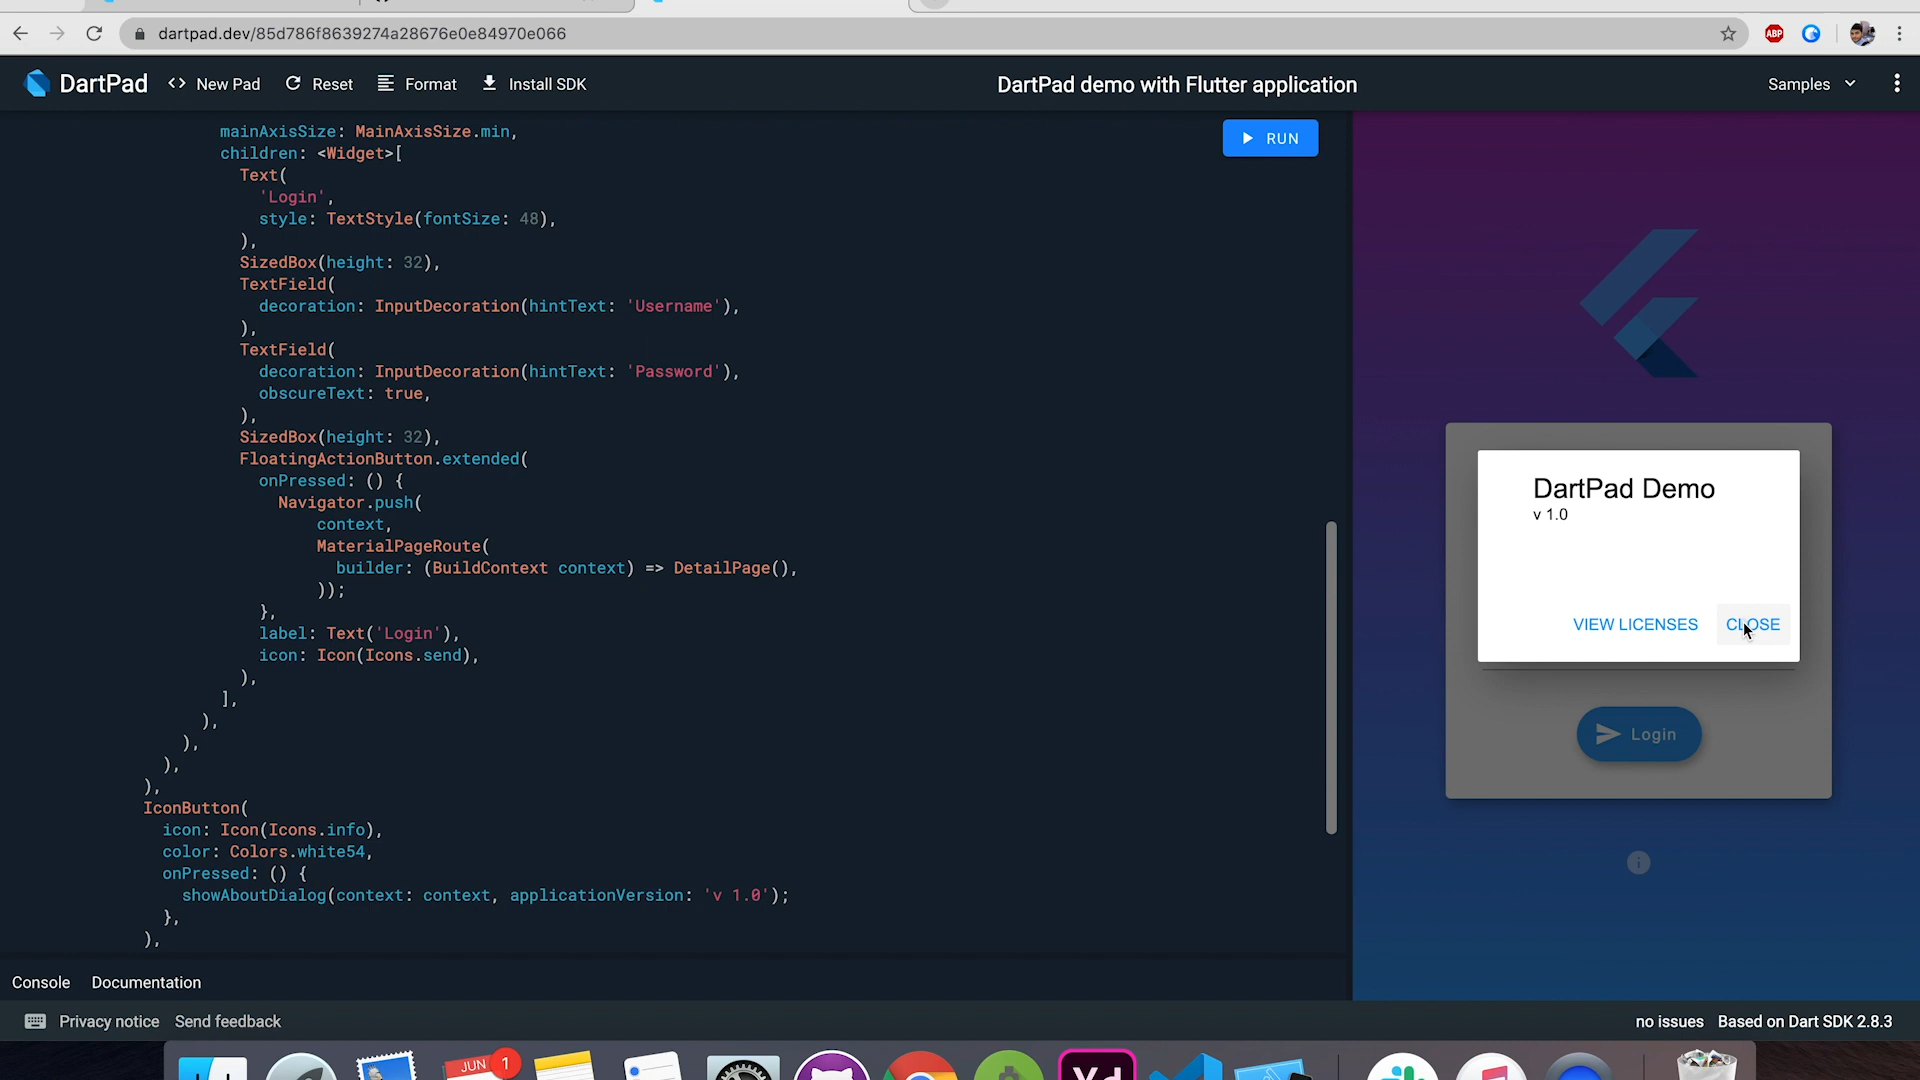 dartpad.dev/85d786f8639274a28676e0e84970e066
ABP
DartPad
<> New Pad
Reset
Format
Install SDK
DartPad demo with Flutter application
Samples
mainAxisSize: MainAxisSize.min,
children: <Widget>[
Text(
'Login',
style: TextStyle(fontSize: 48),
),
SizedBox(height: 32),
TextField(
decoration: InputDecoration(hintText: 'Username'),
),
TextField(
decoration: InputDecoration(hintText: 'Password'),
obscureText: true,
),
SizedBox(height: 32),
FloatingActionButton.extended(
onPressed: () {
Navigator.push(
context,
MaterialPageRoute(
builder: (BuildContext context) => DetailPage(),
));
},
label: Text('Login'),
icon: Icon(Icons.send),
),
],
),
),
),
),
IconButton(
icon: Icon(Icons.info),
color: Colors.white54,
onPressed: () {
showAboutDialog(context: context, applicationVersion: 'v 1.0');
},
),
RUN
DartPad Demo
v 1.0
VIEW LICENSES
CLOSE
Login
Console
Documentation
Privacy notice
Send feedback
no issues
Based on Dart SDK 2.8.3
JUN
1
Xd